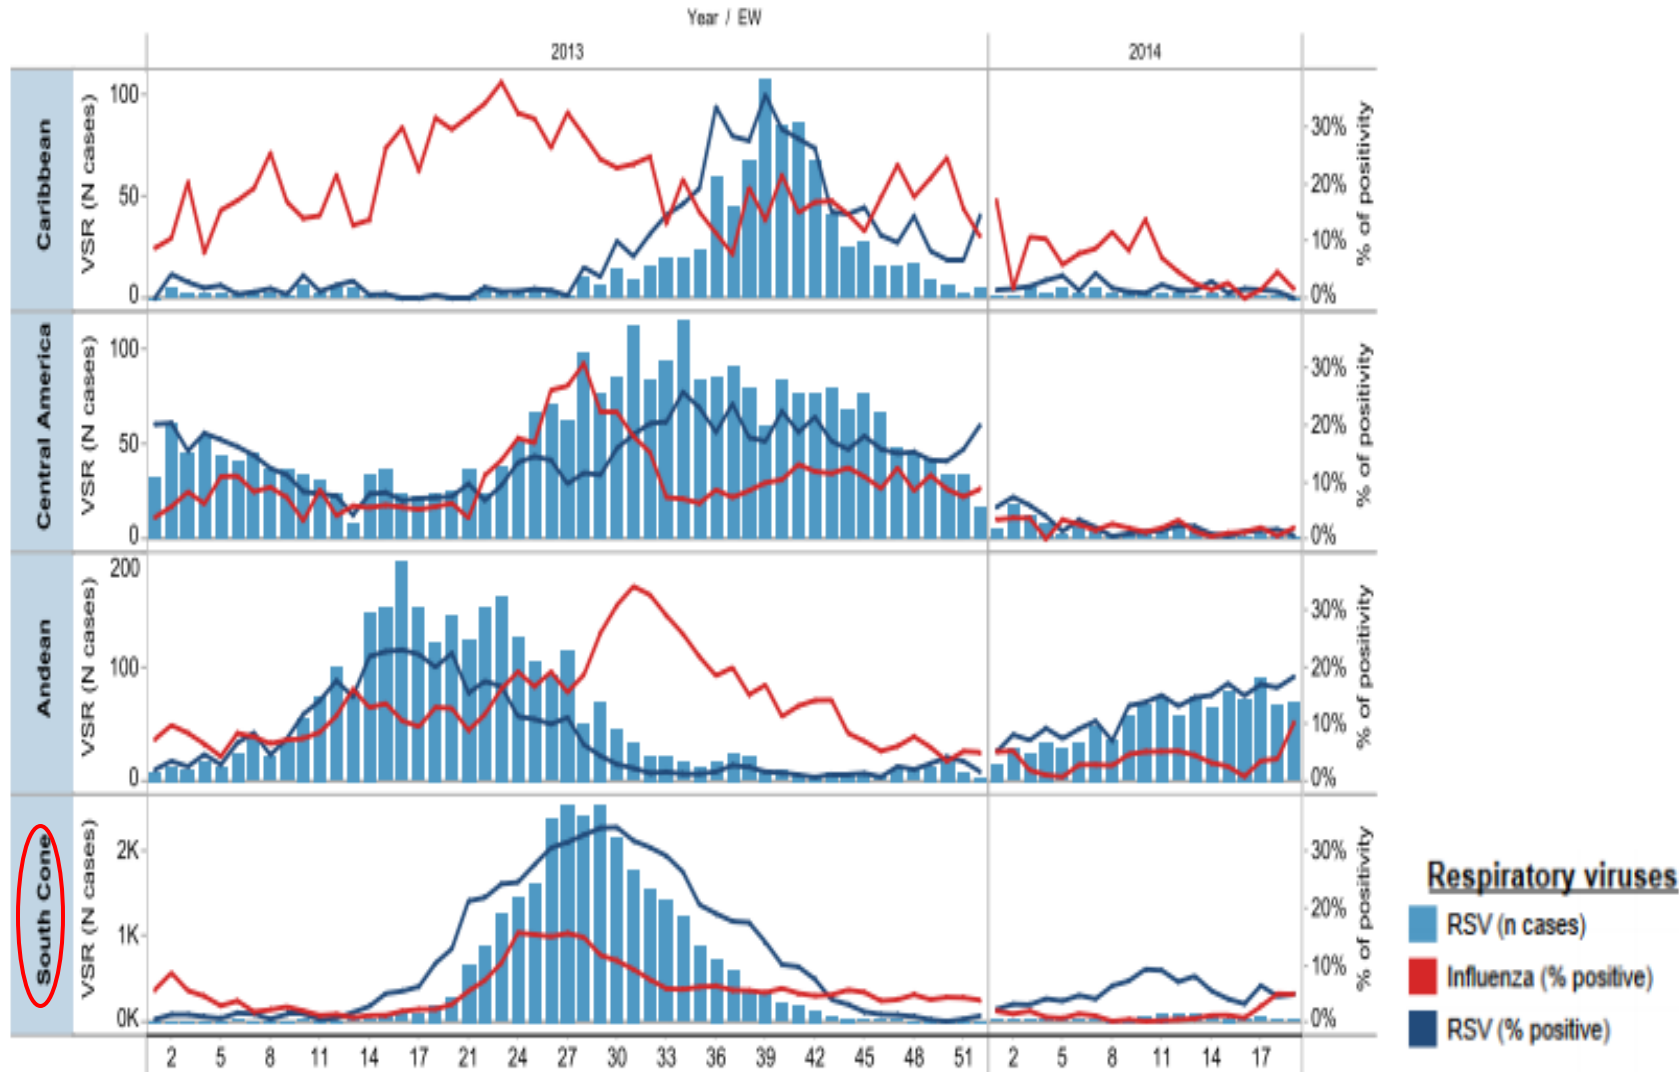 Year / EW
2013 2014
Caribbean
VSR (N cases)
100
50
0
30%
20%
10%
0%
% of positivity
Central America
VSR (N cases)
100
50
0
30%
20%
10%
0%
% of positivity
Andean
VSR (N cases)
200
100
0
30%
20%
10%
0%
% of positivity
South Cone
VSR (N cases)
2K
1K
0K
30%
20%
10%
0%
% of positivity
2 5 8 11 14 17 21 24 27 30 33 36 39 42 45 48 51 2 5 8 11 14 17
Respiratory viruses
RSV (n cases)
Influenza (% positive)
RSV (% positive)